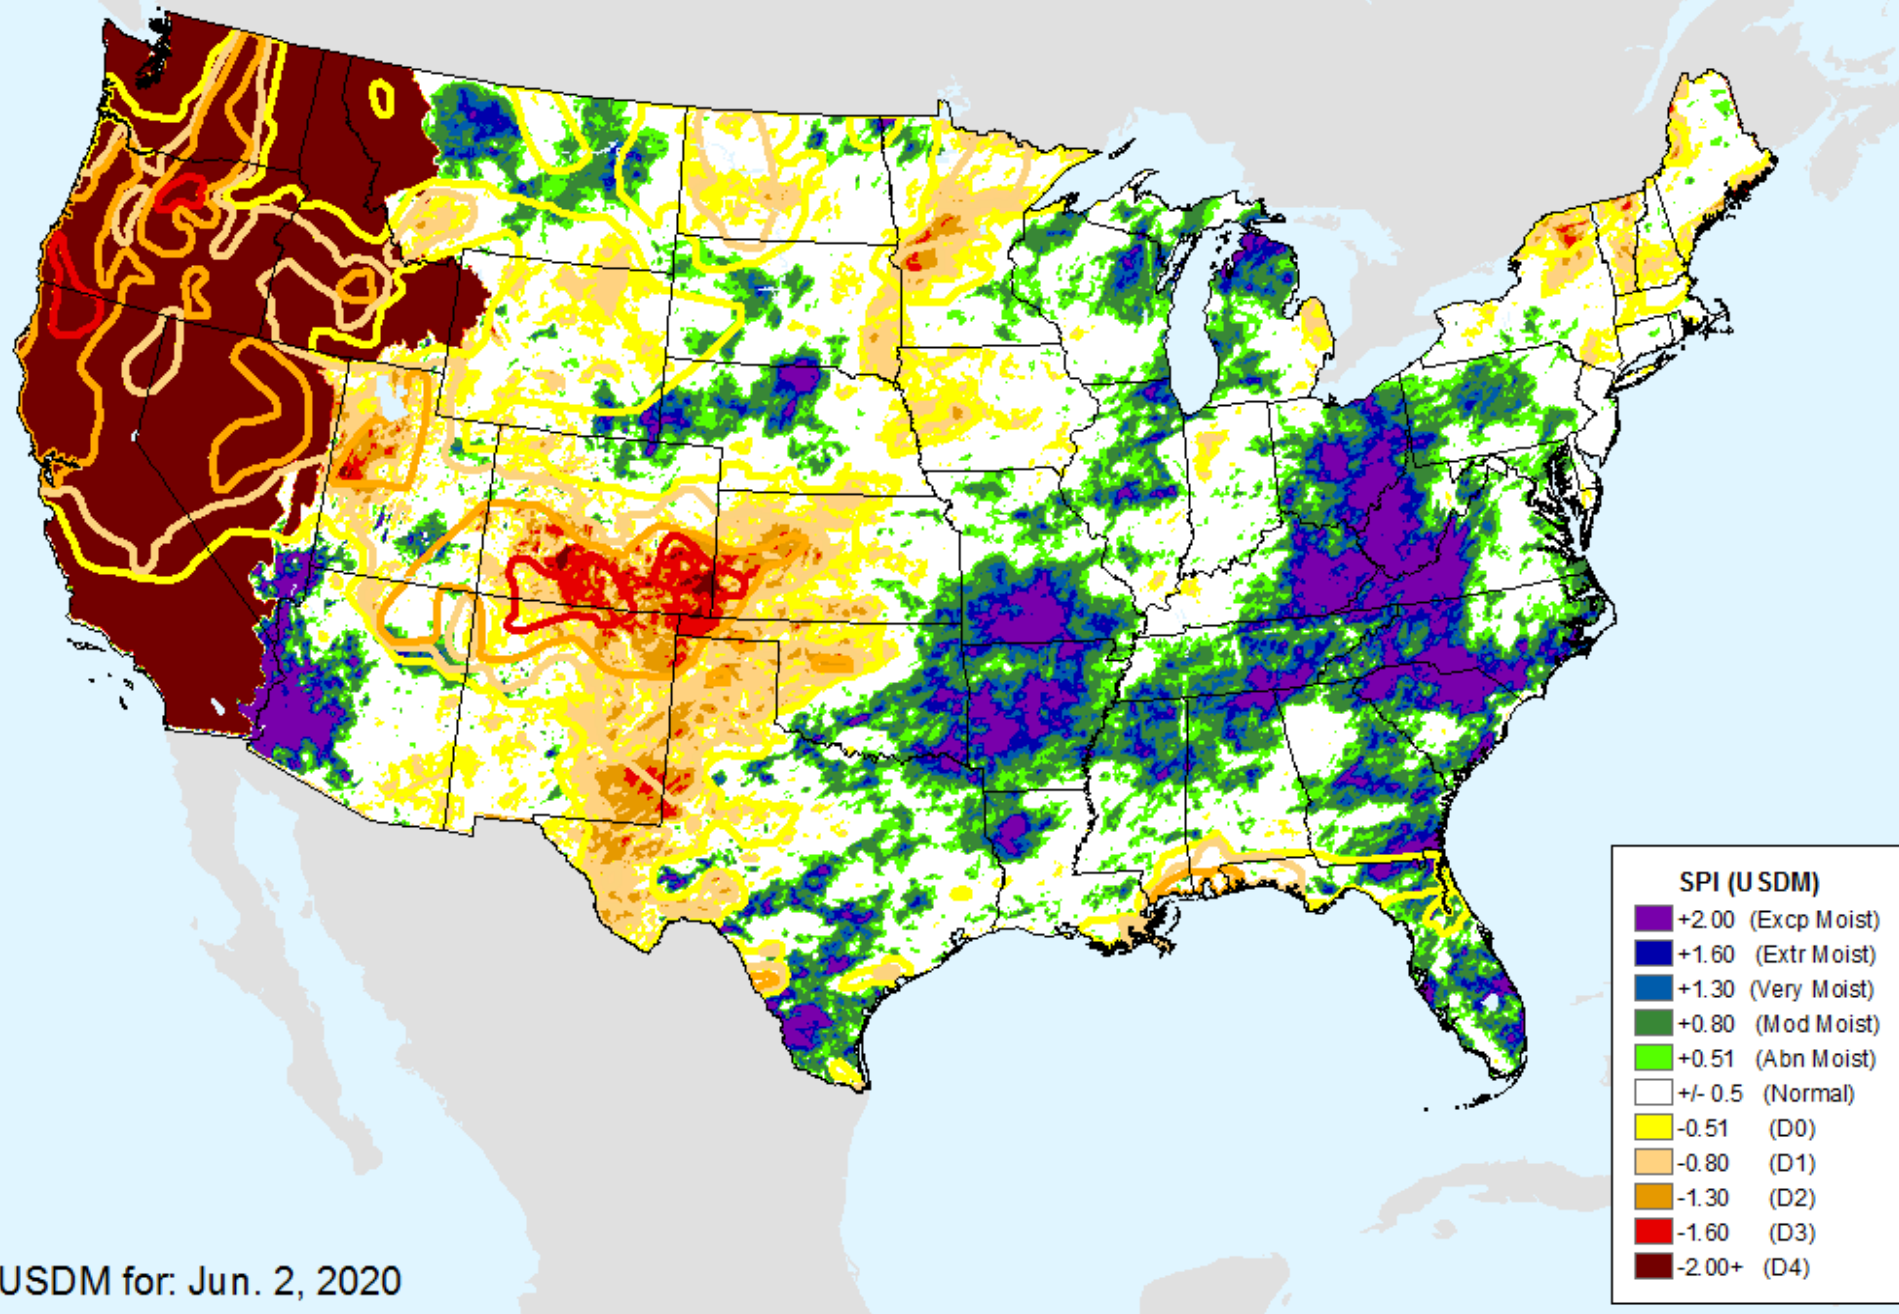 SPI (USDM)
+2.00 (Excp Moist)
+1.60 (Extr Moist)
+1.30 (Very Moist)
+0.80 (Mod Moist)
+0.51 (Abn Moist)
+/- 0.5 (Normal)
-0.51 (D0)
-0.80 (D1)
-1.30 (D2)
-1.60 (D3)
-2.00+ (D4)
USDM for: Jun. 2, 2020